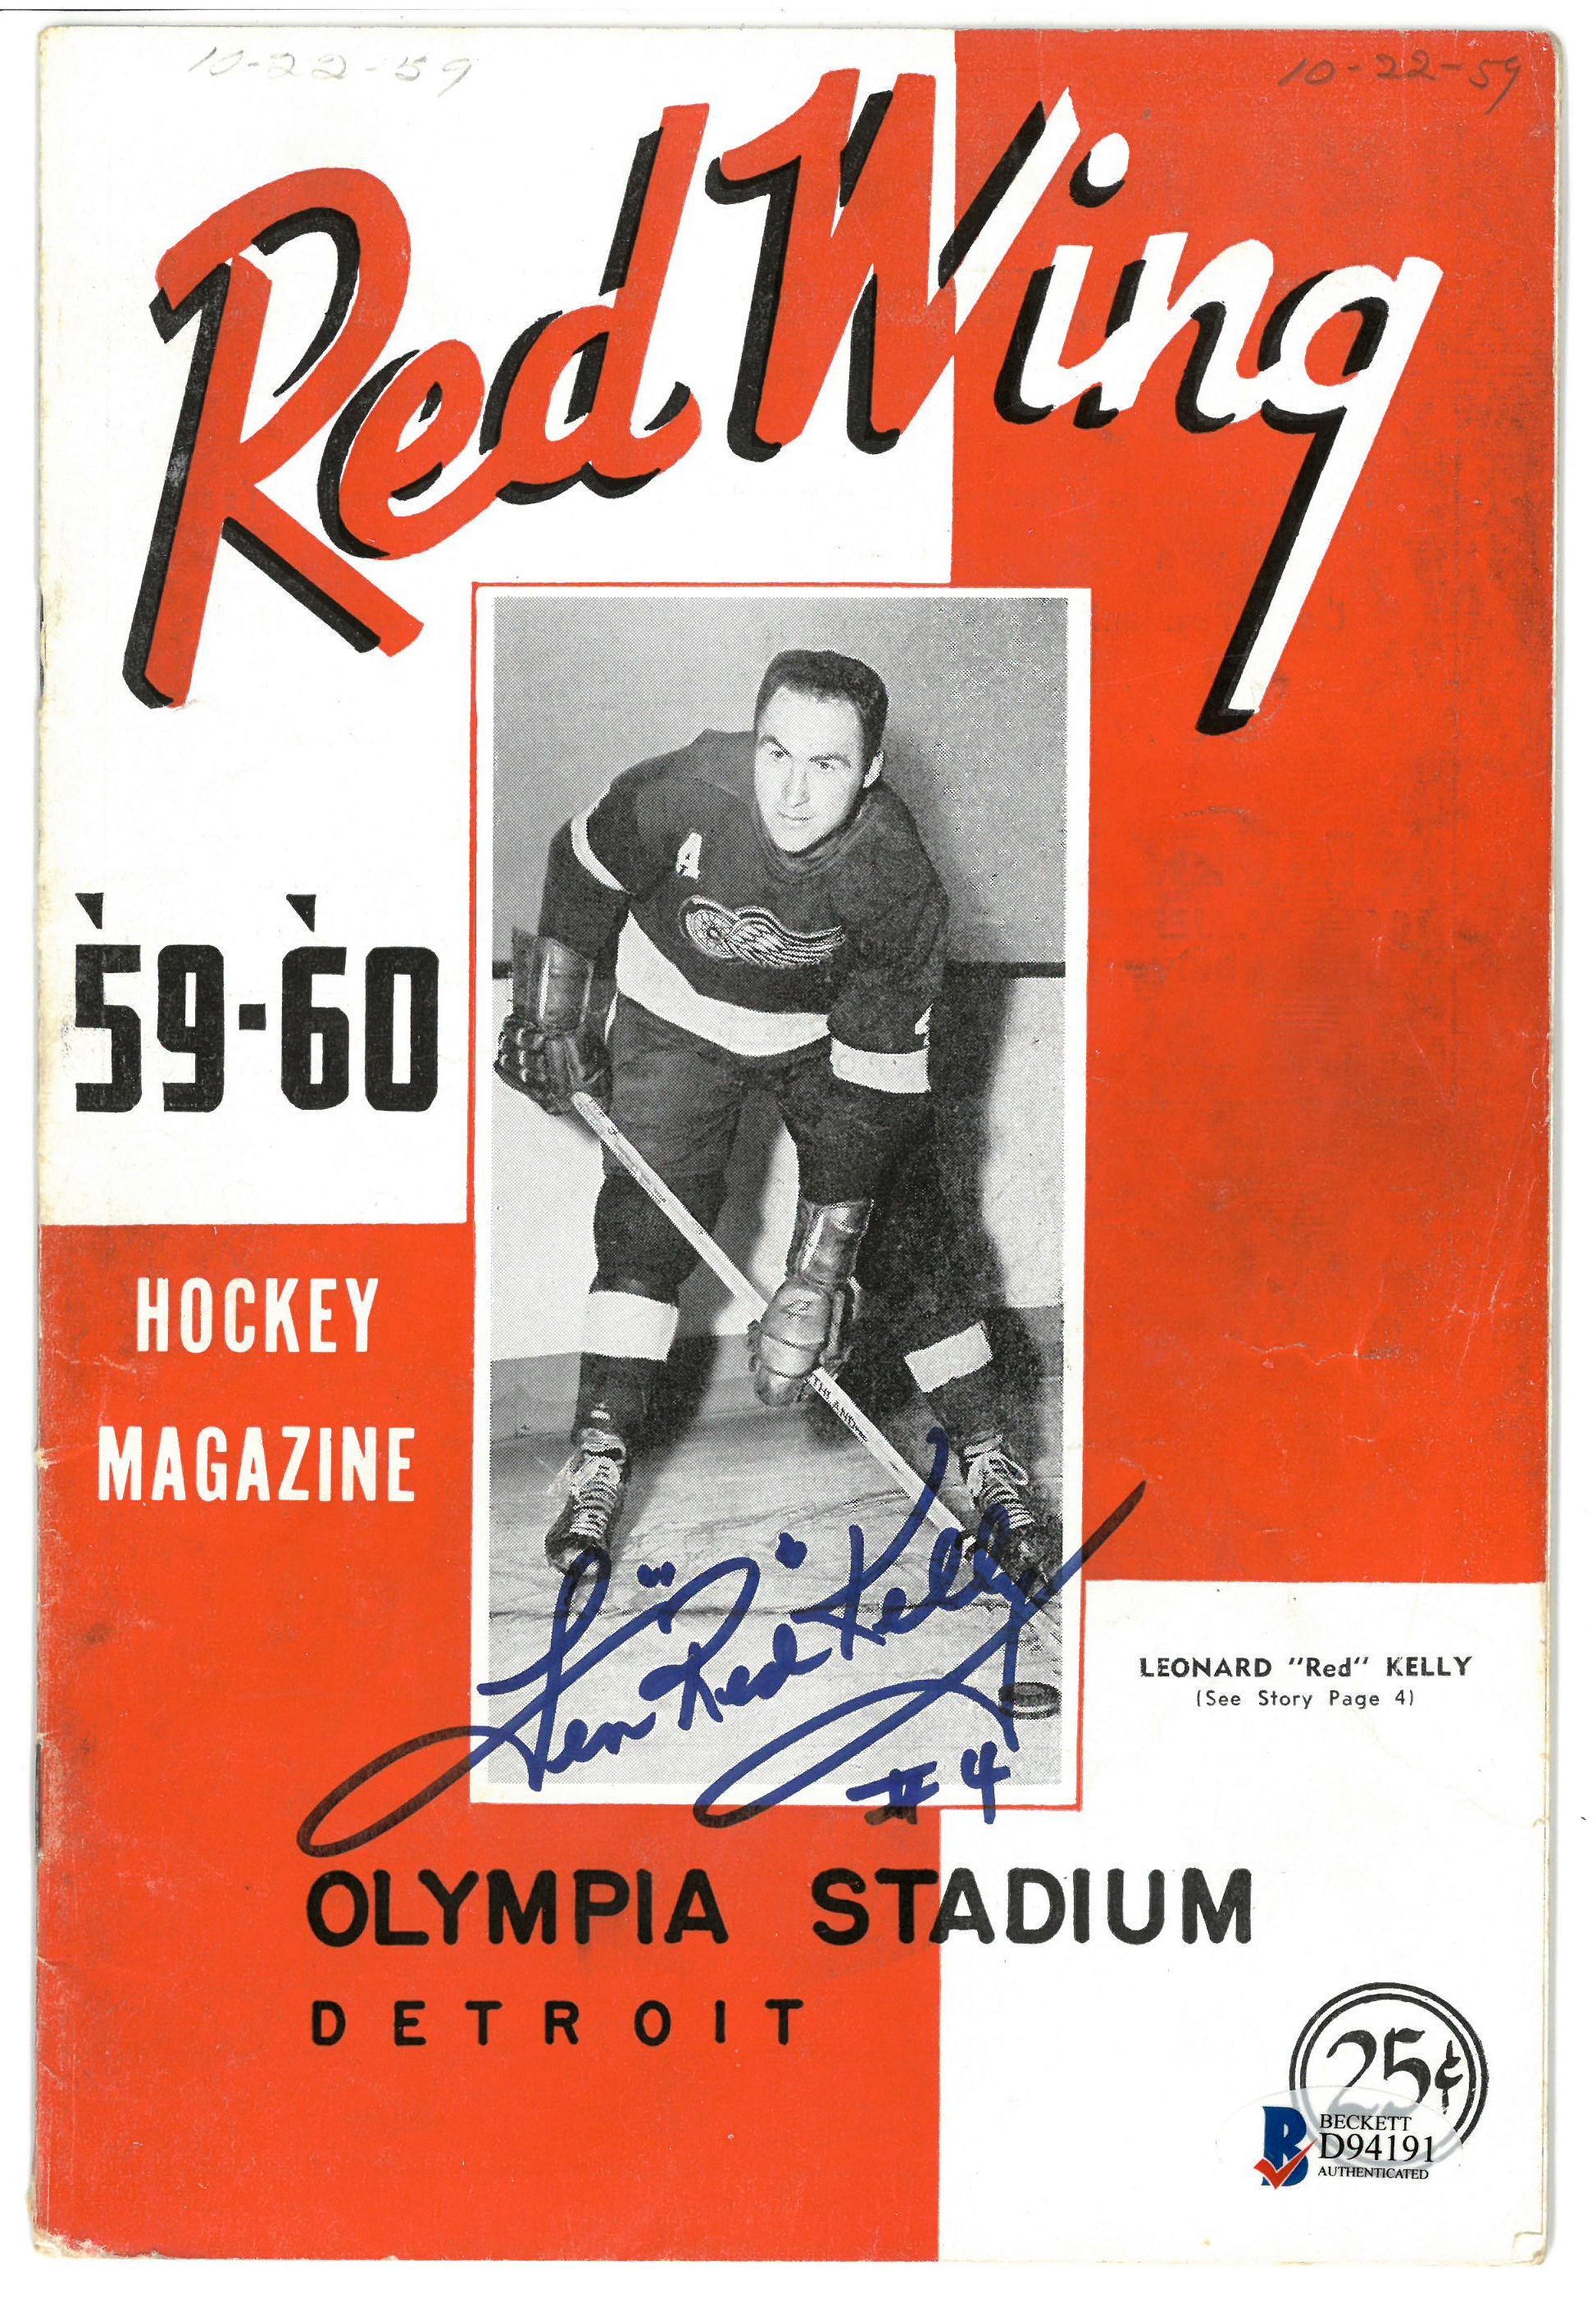 10-22-59
10-22-59
Red Wing
A
'59-'60
HOCKEY
MAGAZINE
Len "Red" Kelly
#4
LEONARD "Red" KELLY
(See Story Page 4)
OLYMPIA STADIUM
DETROIT
25¢
BECKETT
D94191
AUTHENTICATED